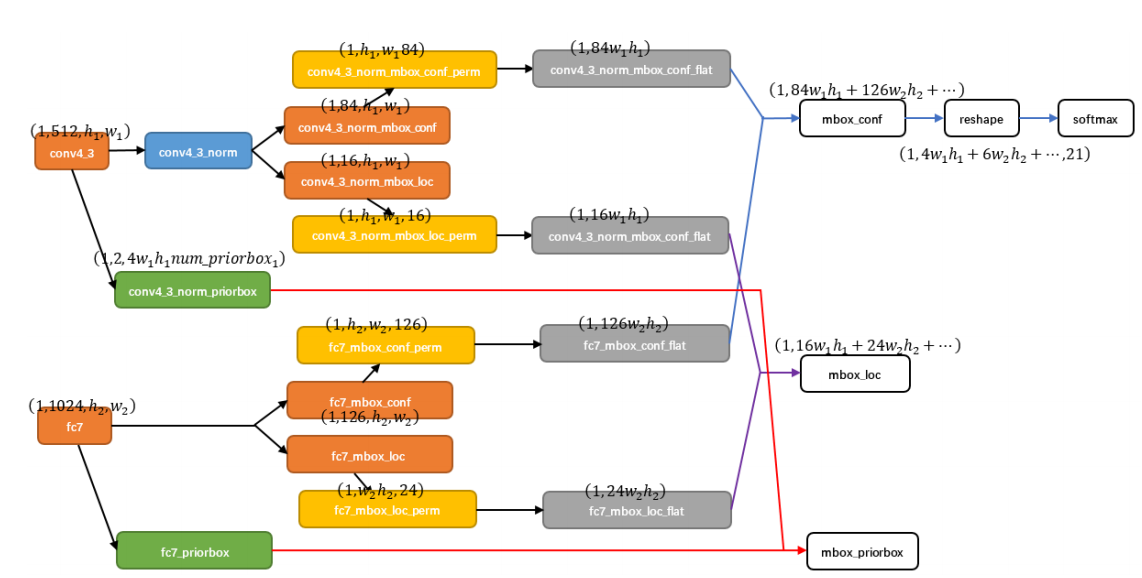 (1,h₁,w₁84)
conv4_3_norm_mbox_conf_perm
(1,84w₁h₁)
conv4_3_norm_mbox_conf_flat
(1,84w₁h₁ + 126w₂h₂ + ⋯)
mbox_conf
reshape
softmax
(1,4w₁h₁ + 6w₂h₂ + ⋯,21)
(1,84,h₁,w₁)
conv4_3_norm_mbox_conf
(1,512,h₁,w₁)
conv4_3
conv4_3_norm
(1,16,h₁,w₁)
conv4_3_norm_mbox_loc
(1,h₁,w₁,16)
conv4_3_norm_mbox_loc_perm
(1,16w₁h₁)
conv4_3_norm_mbox_conf_flat
(1,2,4w₁h₁num_priorbox₁)
conv4_3_norm_priorbox
(1,h₂,w₂,126)
fc7_mbox_conf_perm
(1,126w₂h₂)
fc7_mbox_conf_flat
(1,16w₁h₁ + 24w₂h₂ + ⋯)
mbox_loc
(1,1024,h₂,w₂)
fc7
fc7_mbox_conf
(1,126,h₂,w₂)
fc7_mbox_loc
(1,w₂h₂,24)
fc7_mbox_loc_perm
(1,24w₂h₂)
fc7_mbox_loc_flat
fc7_priorbox
mbox_priorbox